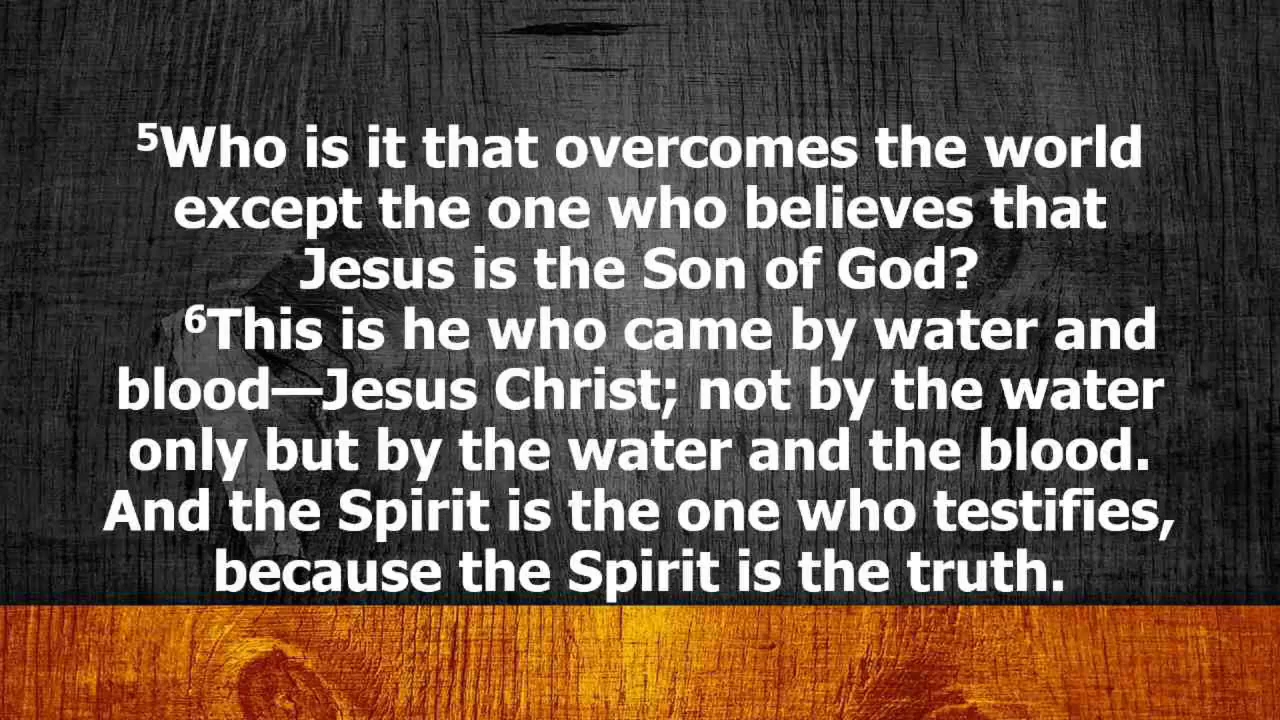 ⁵Who is it that overcomes the world
except the one who believes that
Jesus is the Son of God?
⁶This is he who came by water and
blood—Jesus Christ; not by the water
only but by the water and the blood.
And the Spirit is the one who testifies,
because the Spirit is the truth.